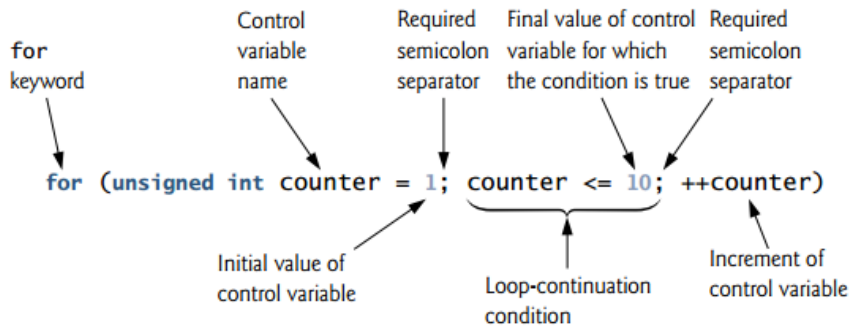 for
keyword
Control
variable
name
Required
semicolon
separator
Final value of control
variable for which
the condition is true
Required
semicolon
separator
for (unsigned int counter = 1; counter <= 10; ++counter)
Initial value of
control variable
Loop-continuation
condition
Increment of
control variable